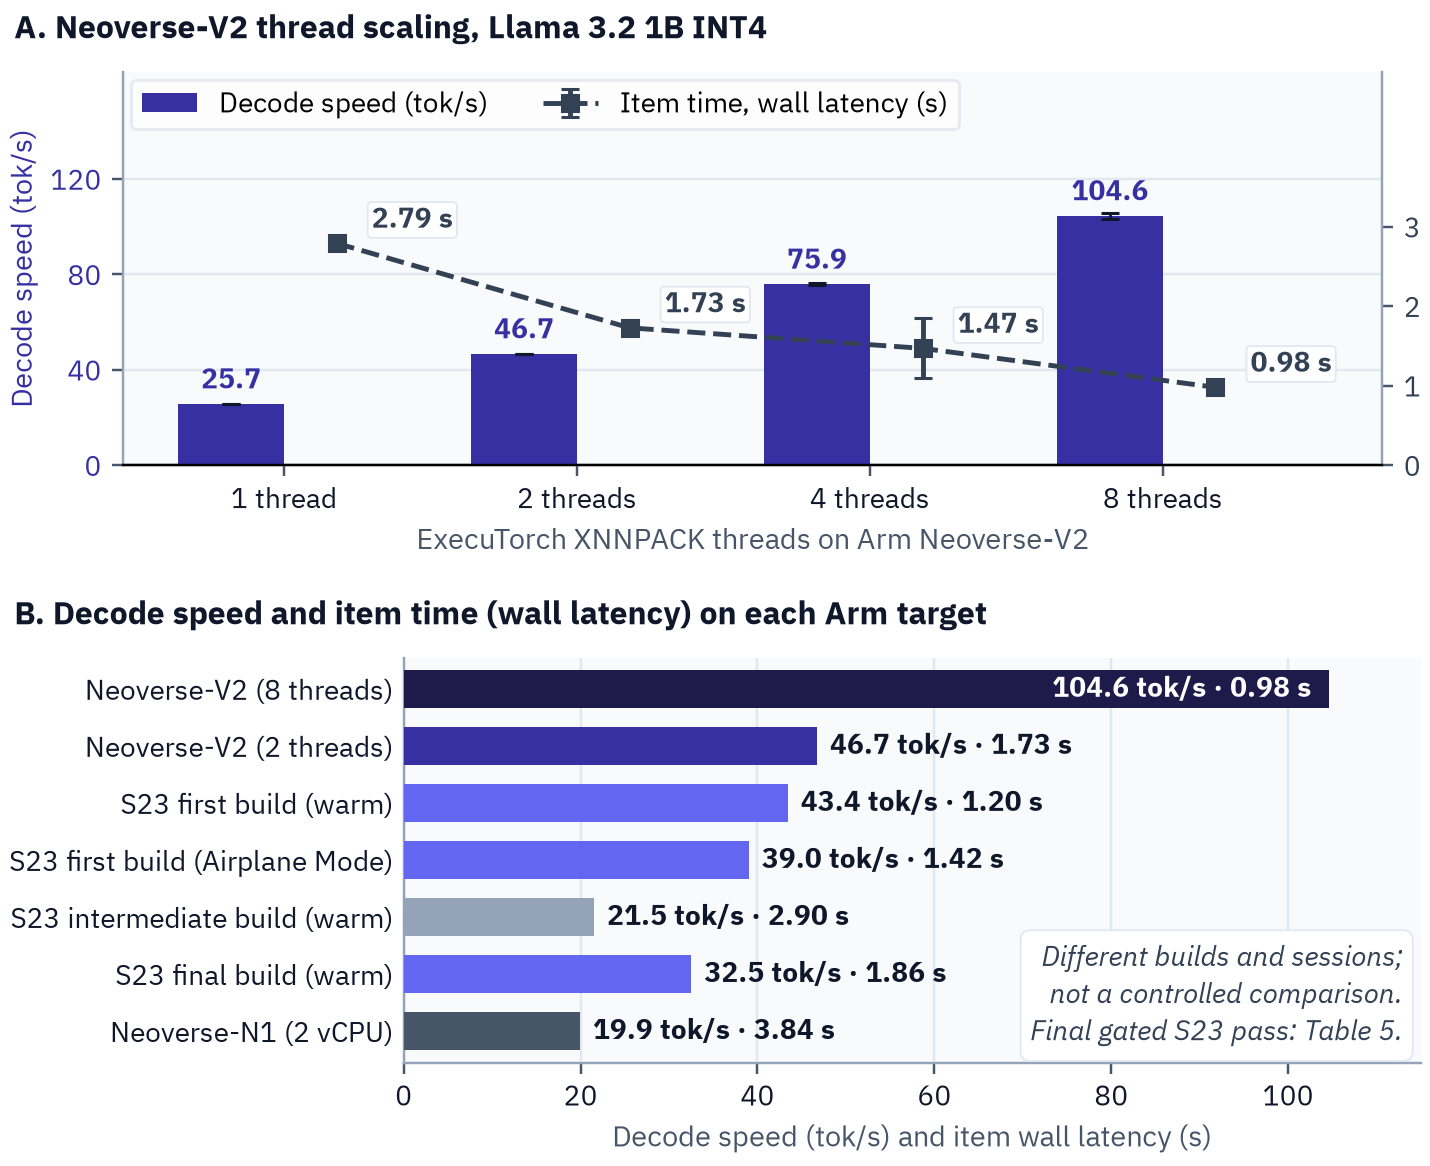 A. Neoverse-V2 thread scaling, Llama 3.2 1B INT4
Decode speed (tok/s)
Item time, wall latency (s)
Decode speed (tok/s)
120
80
40
0
3
2
1
0
25.7
46.7
75.9
104.6
2.79 s
1.73 s
1.47 s
0.98 s
1 thread
2 threads
4 threads
8 threads
ExecuTorch XNNPACK threads on Arm Neoverse-V2
B. Decode speed and item time (wall latency) on each Arm target
Neoverse-V2 (8 threads)
104.6 tok/s · 0.98 s
Neoverse-V2 (2 threads)
46.7 tok/s · 1.73 s
S23 first build (warm)
43.4 tok/s · 1.20 s
S23 first build (Airplane Mode)
39.0 tok/s · 1.42 s
S23 intermediate build (warm)
21.5 tok/s · 2.90 s
S23 final build (warm)
32.5 tok/s · 1.86 s
Neoverse-N1 (2 vCPU)
19.9 tok/s · 3.84 s
Different builds and sessions;
not a controlled comparison.
Final gated S23 pass: Table 5.
0
20
40
60
80
100
Decode speed (tok/s) and item wall latency (s)